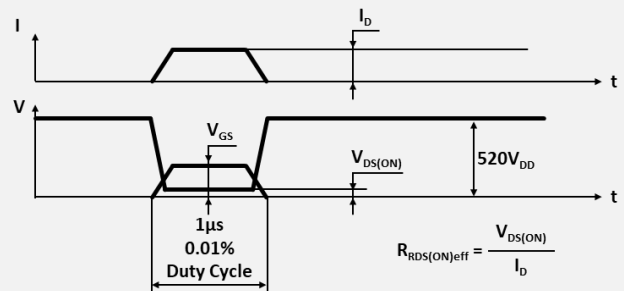 I
I_D
t
V
V_GS
V_DS(ON)
520V_DD
t
1µs
0.01%
Duty Cycle
R_RDS(ON)eff = V_DS(ON)
I_D